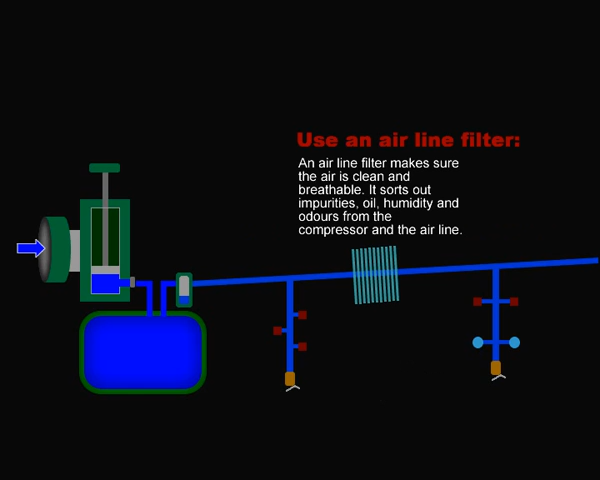 Use an air line filter:
An air line filter makes sure
the air is clean and
breathable. It sorts out
impurities, oil, humidity and
odours from the
compressor and the air line.